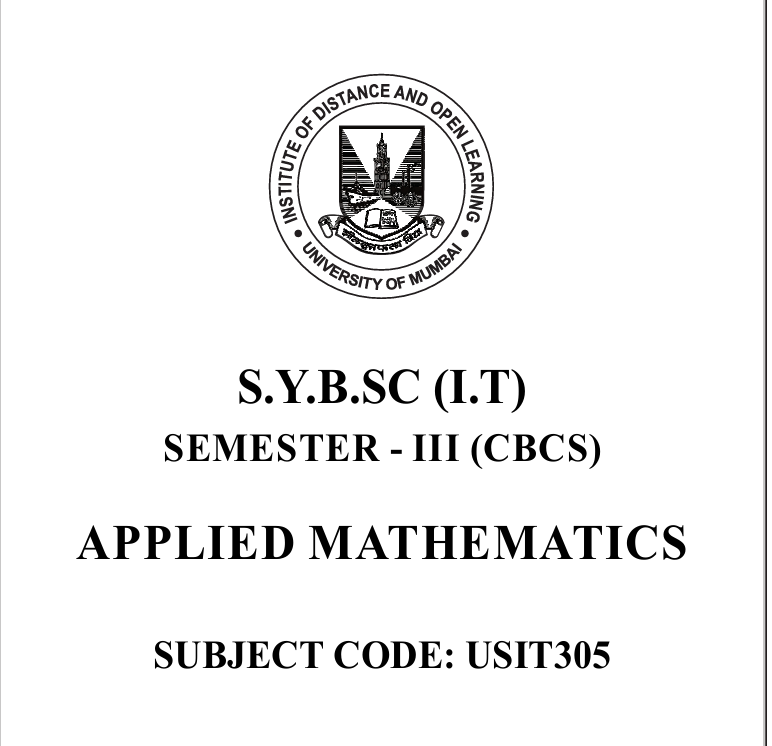 INSTITUTE OF DISTANCE AND OPEN LEARNING
UNIVERSITY OF MUMBAI
S.Y.B.SC (I.T)
SEMESTER - III (CBCS)
APPLIED MATHEMATICS
SUBJECT CODE: USIT305